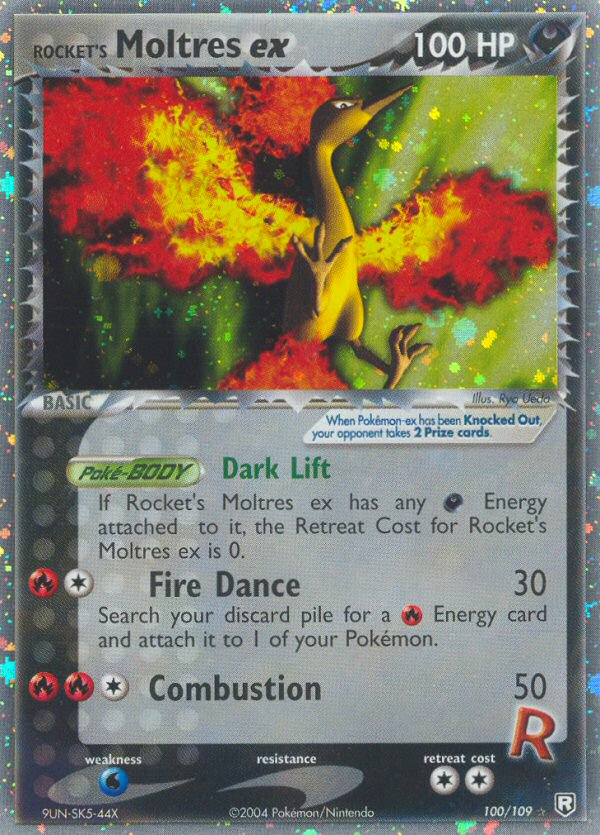 ROCKET'S Moltres ex 100 HP
BASIC
Illus. Ryo Ueda
When Pokémon-ex has been Knocked Out,
your opponent takes 2 Prize cards.
Poké-BODY Dark Lift
If Rocket's Moltres ex has any Energy
attached to it, the Retreat Cost for Rocket's
Moltres ex is 0.
Fire Dance 30
Search your discard pile for a Energy card
and attach it to 1 of your Pokémon.
Combustion 50
R
weakness resistance retreat cost
9UN-SK5-44X ©2004 Pokémon/Nintendo 100/109 R